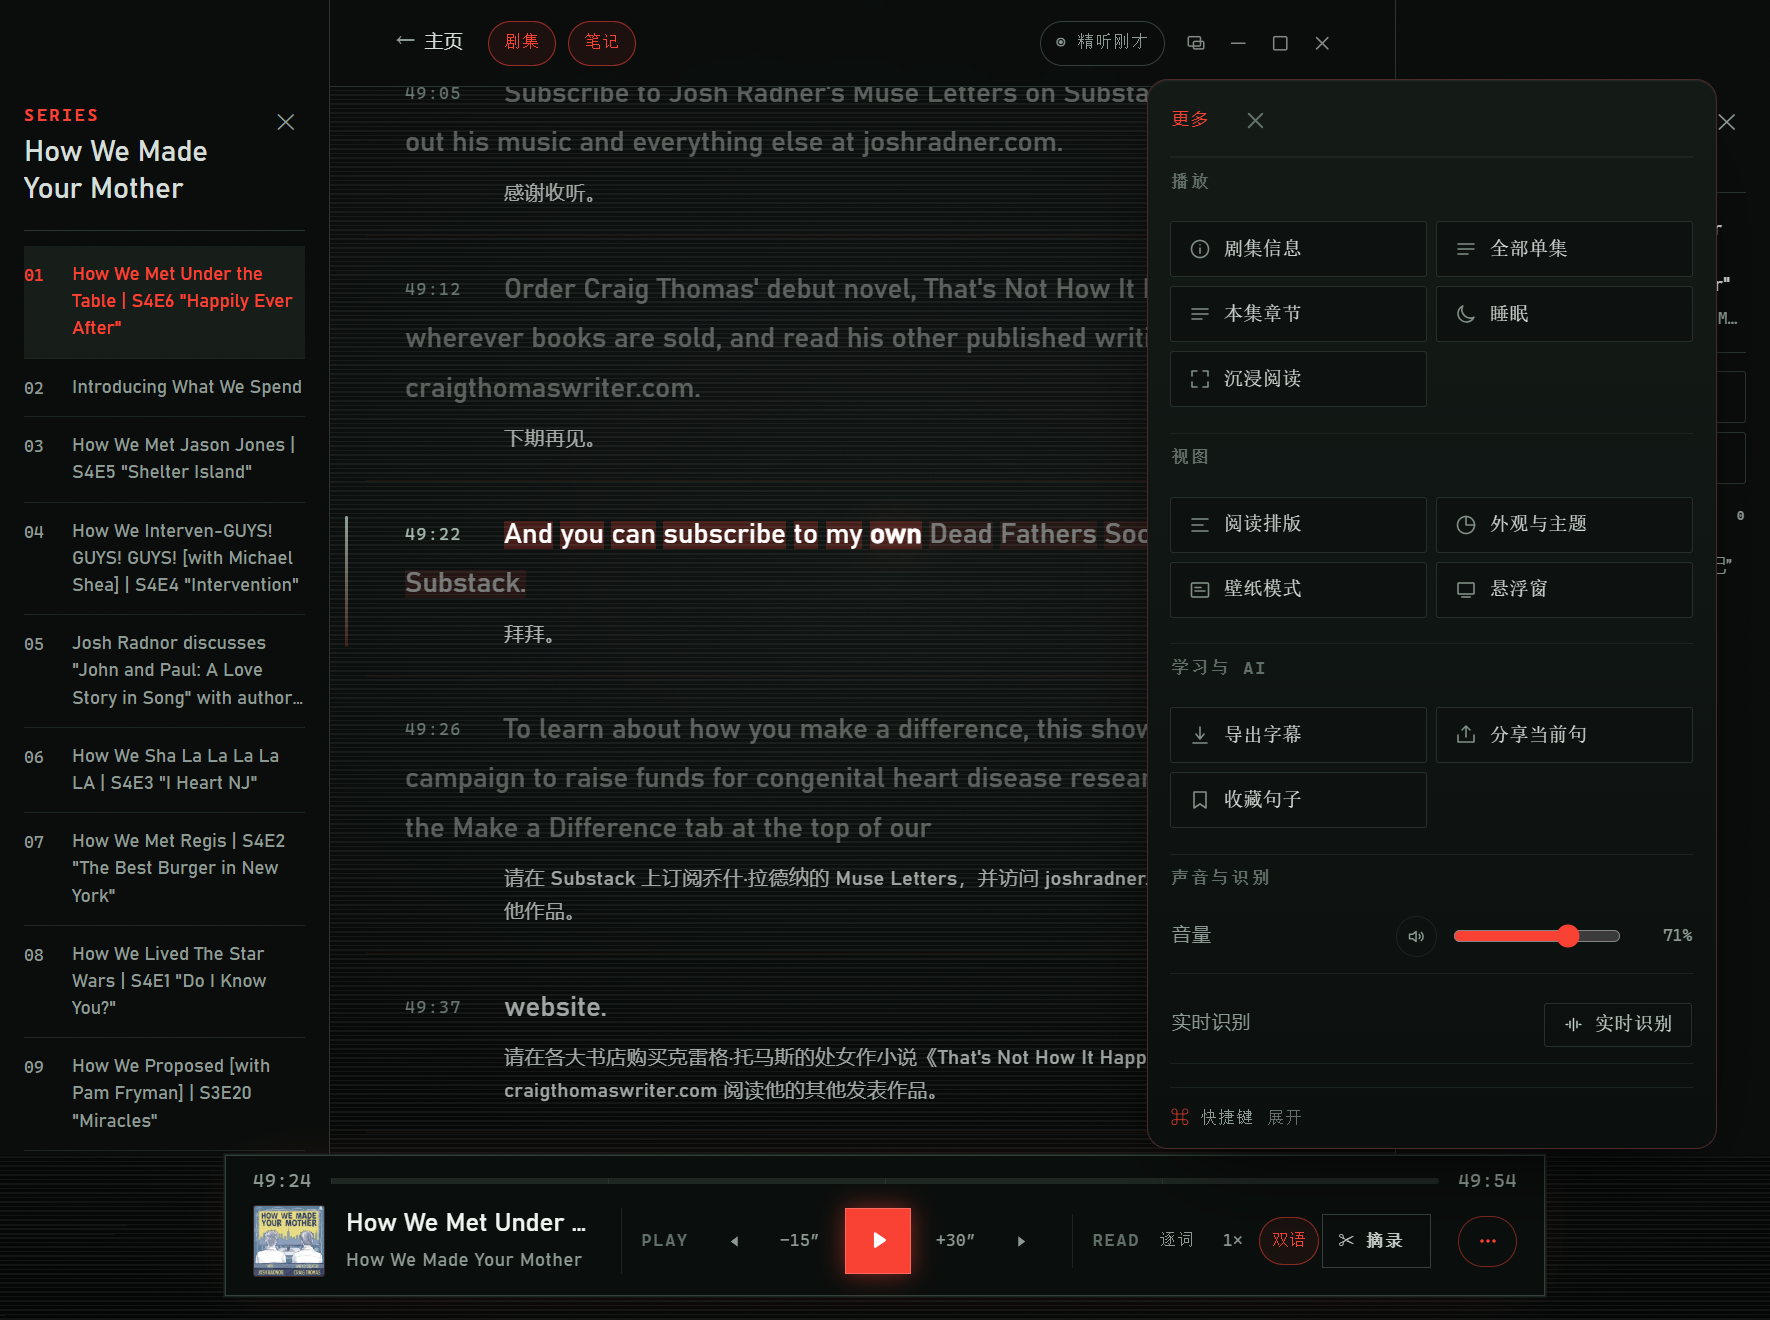 主页
剧集
笔记
精听刚才
SERIES
How We Made
Your Mother
01
How We Met Under the
Table | S4E6 "Happily Ever
After"
02
Introducing What We Spend
03
How We Met Jason Jones |
S4E5 "Shelter Island"
04
How We Interven-GUYS!
GUYS! GUYS! [with Michael
Shea] | S4E4 "Intervention"
05
Josh Radnor discusses
"John and Paul: A Love
Story in Song" with author…
06
How We Sha La La La La
LA | S4E3 "I Heart NJ"
07
How We Met Regis | S4E2
"The Best Burger in New
York"
08
How We Lived The Star
Wars | S4E1 "Do I Know
You?"
09
How We Proposed [with
Pam Fryman] | S3E20
"Miracles"
49:05
Subscribe to Josh Radner's Muse Letters on Substa
out his music and everything else at joshradner.com.
感谢收听。
49:12
Order Craig Thomas' debut novel, That's Not How It
wherever books are sold, and read his other published writi
craigthomaswriter.com.
下期再见。
49:22
And you can subscribe to my own Dead Fathers Soc
Substack.
拜拜。
49:26
To learn about how you make a difference, this show
campaign to raise funds for congenital heart disease resear
the Make a Difference tab at the top of our
请在 Substack 上订阅乔什·拉德纳的 Muse Letters，并访问 joshradner.
他作品。
49:37
website.
请在各大书店购买克雷格·托马斯的处女作小说《That's Not How It Happ
craigthomaswriter.com 阅读他的其他发表作品。
更多
播放
剧集信息
全部单集
本集章节
睡眠
沉浸阅读
视图
阅读排版
外观与主题
壁纸模式
悬浮窗
学习与 AI
导出字幕
分享当前句
收藏句子
声音与识别
音量
71%
实时识别
实时识别
⌘ 快捷键 展开
r"
M…
0
记"
49:24
49:54
How We Met Under …
How We Made Your Mother
PLAY
−15″
+30″
READ
逐词
1×
双语
摘录
HOW WE MADE
YOUR MOTHER
JOSH RADNOR
CRAIG THOMAS